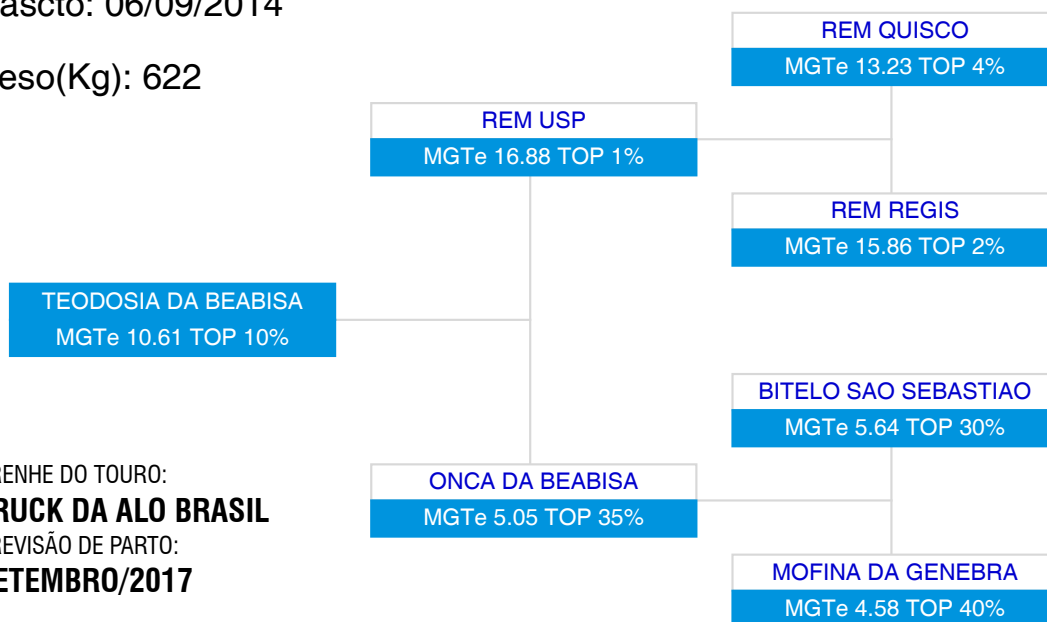 ascto: 06/09/2014
eso(Kg): 622
REM QUISCO
MGTe 13.23 TOP 4%
REM USP
MGTe 16.88 TOP 1%
REM REGIS
MGTe 15.86 TOP 2%
TEODOSIA DA BEABISA
MGTe 10.61 TOP 10%
BITELO SAO SEBASTIAO
MGTe 5.64 TOP 30%
ONCA DA BEABISA
MGTe 5.05 TOP 35%
MOFINA DA GENEBRA
MGTe 4.58 TOP 40%
RENHE DO TOURO:
RUCK DA ALO BRASIL
REVISÃO DE PARTO:
ETEMBRO/2017